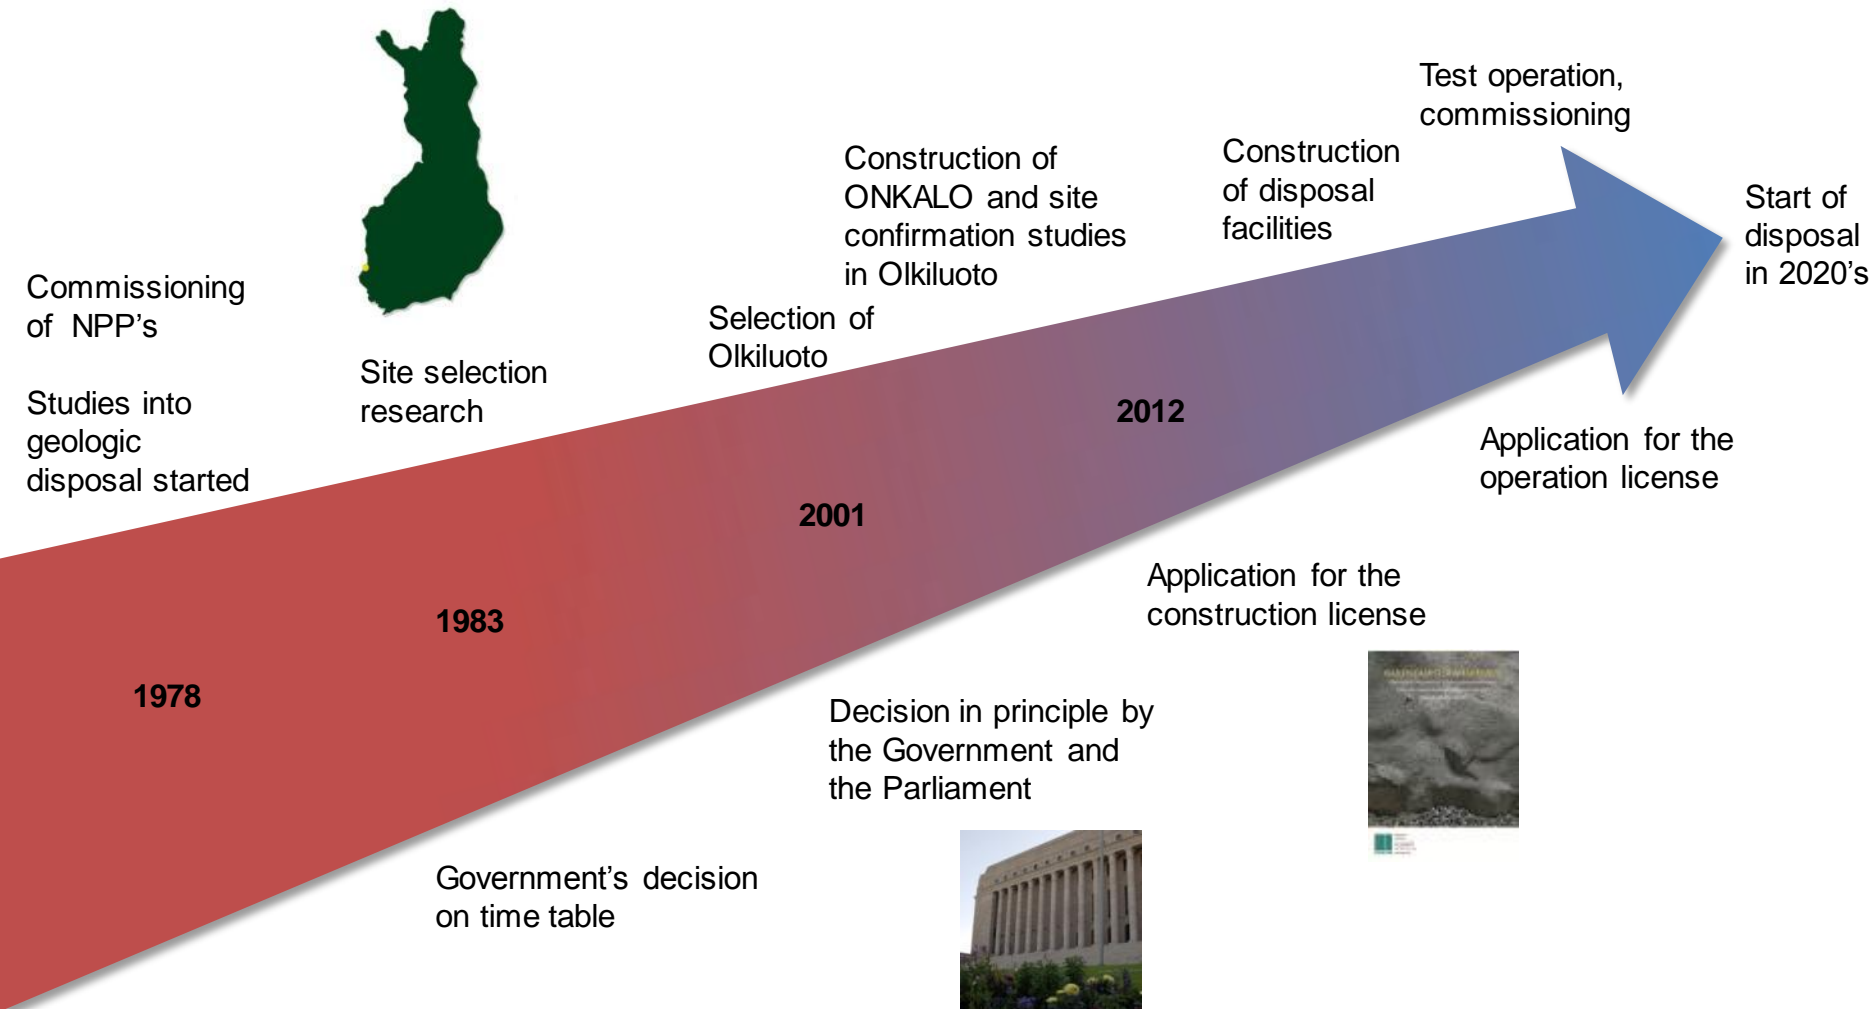 Commissioning
of NPP's
Studies into
geologic
disposal started
Site selection
research
Selection of
Olkiluoto
Construction of
ONKALO and site
confirmation studies
in Olkiluoto
Construction
of disposal
facilities
Test operation,
commissioning
Start of
disposal
in 2020's
1978
1983
2001
2012
Government's decision
on time table
Decision in principle by
the Government and
the Parliament
Application for the
construction license
Application for the
operation license